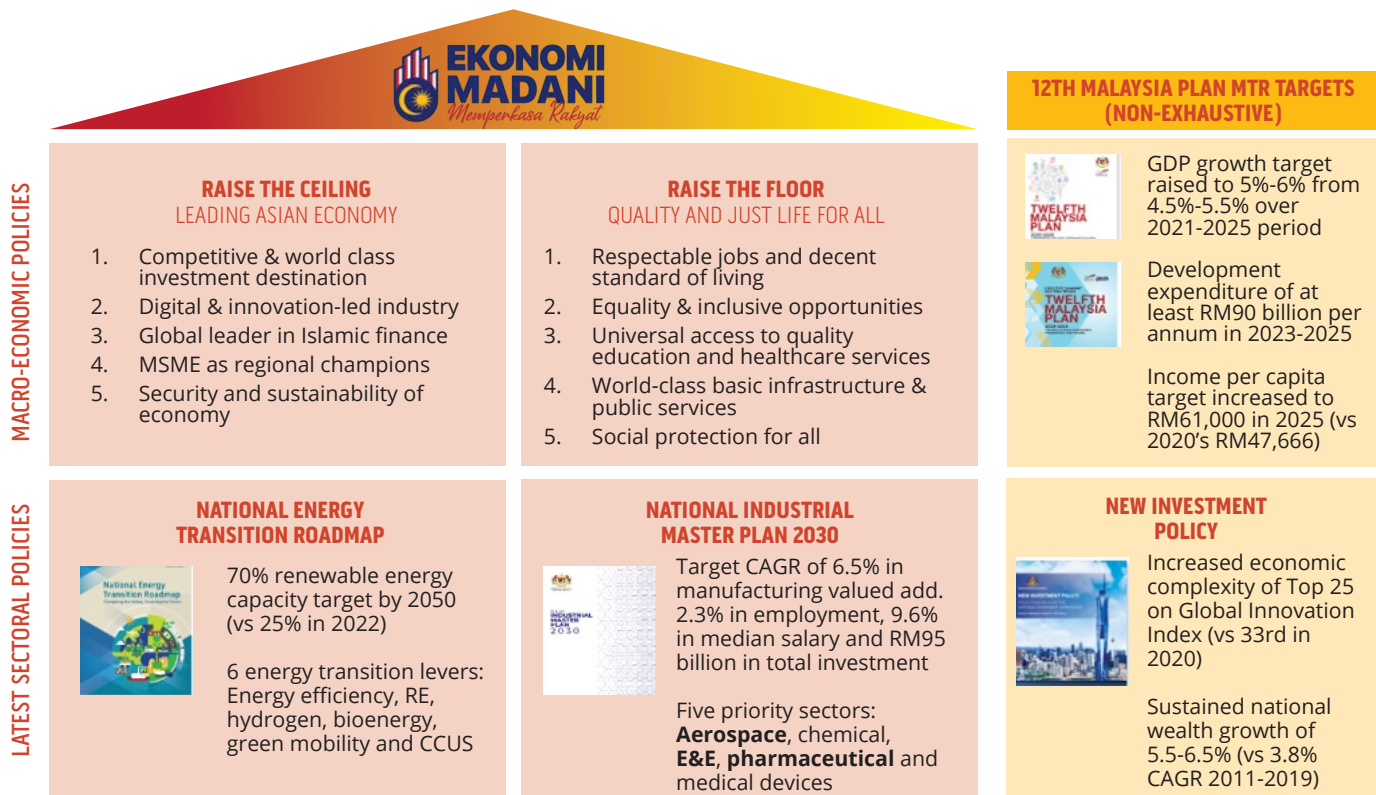 EKONOMI
MADANI
Memperkasa Rakyat
12TH MALAYSIA PLAN MTR TARGETS
(NON-EXHAUSTIVE)
MACRO-ECONOMIC POLICIES
RAISE THE CEILING
LEADING ASIAN ECONOMY
1. Competitive & world class
investment destination
2. Digital & innovation-led industry
3. Global leader in Islamic finance
4. MSME as regional champions
5. Security and sustainability of
economy
RAISE THE FLOOR
QUALITY AND JUST LIFE FOR ALL
1. Respectable jobs and decent
standard of living
2. Equality & inclusive opportunities
3. Universal access to quality
education and healthcare services
4. World-class basic infrastructure &
public services
5. Social protection for all
TWELFTH
MALAYSIA
PLAN
GDP growth target
raised to 5%-6% from
4.5%-5.5% over
2021-2025 period
TWELFTH
MALAYSIA
PLAN
Development
expenditure of at
least RM90 billion per
annum in 2023-2025
Income per capita
target increased to
RM61,000 in 2025 (vs
2020's RM47,666)
LATEST SECTORAL POLICIES
NATIONAL ENERGY
TRANSITION ROADMAP
National Energy
Transition Roadmap
70% renewable energy
capacity target by 2050
(vs 25% in 2022)
6 energy transition levers:
Energy efficiency, RE,
hydrogen, bioenergy,
green mobility and CCUS
NATIONAL INDUSTRIAL
MASTER PLAN 2030
INDUSTRIAL
MASTER
PLAN
2030
Target CAGR of 6.5% in
manufacturing valued add.
2.3% in employment, 9.6%
in median salary and RM95
billion in total investment
Five priority sectors:
Aerospace, chemical,
E&E, pharmaceutical and
medical devices
NEW INVESTMENT
POLICY
NEW INVESTMENT POLICY
Increased economic
complexity of Top 25
on Global Innovation
Index (vs 33rd in
2020)
Sustained national
wealth growth of
5.5-6.5% (vs 3.8%
CAGR 2011-2019)